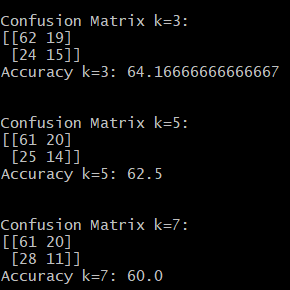 Confusion Matrix k=3:
[[62 19]
 [24 15]]
Accuracy k=3: 64.16666666666667
Confusion Matrix k=5:
[[61 20]
 [25 14]]
Accuracy k=5: 62.5
Confusion Matrix k=7:
[[61 20]
 [28 11]]
Accuracy k=7: 60.0